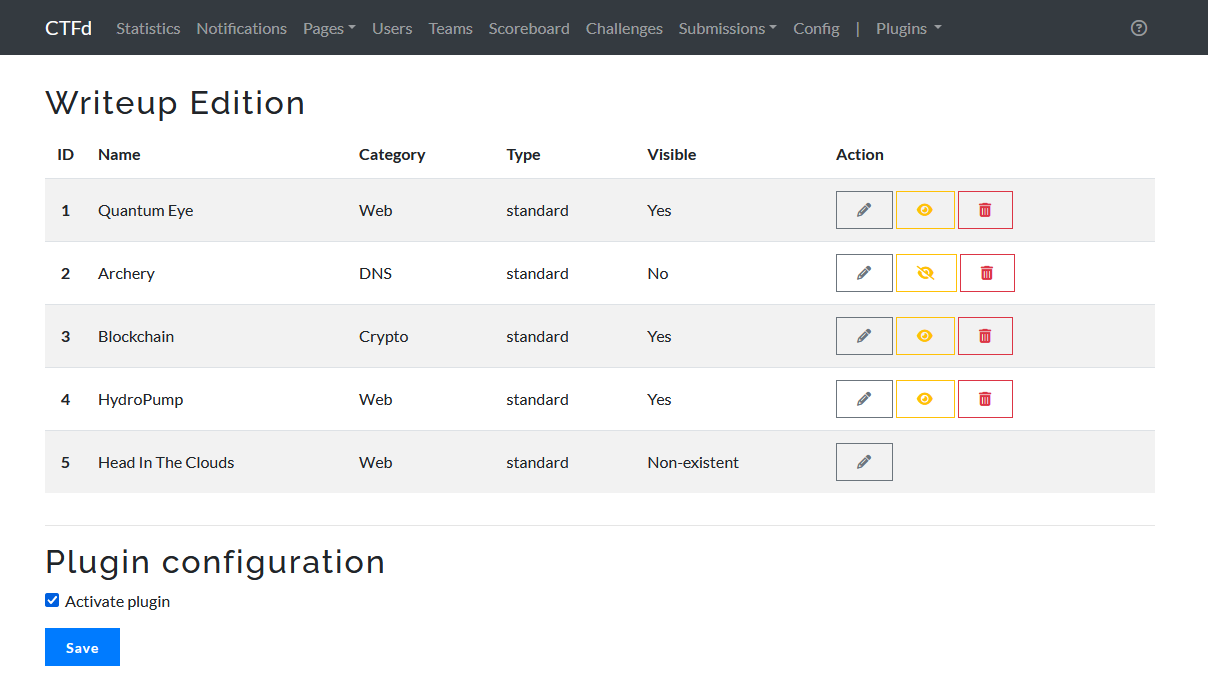 CTFd Statistics Notifications Pages Users Teams Scoreboard Challenges Submissions Config | Plugins
Writeup Edition
ID Name Category Type Visible Action
1 Quantum Eye Web standard Yes
2 Archery DNS standard No
3 Blockchain Crypto standard Yes
4 HydroPump Web standard Yes
5 Head In The Clouds Web standard Non-existent
Plugin configuration
Activate plugin
Save